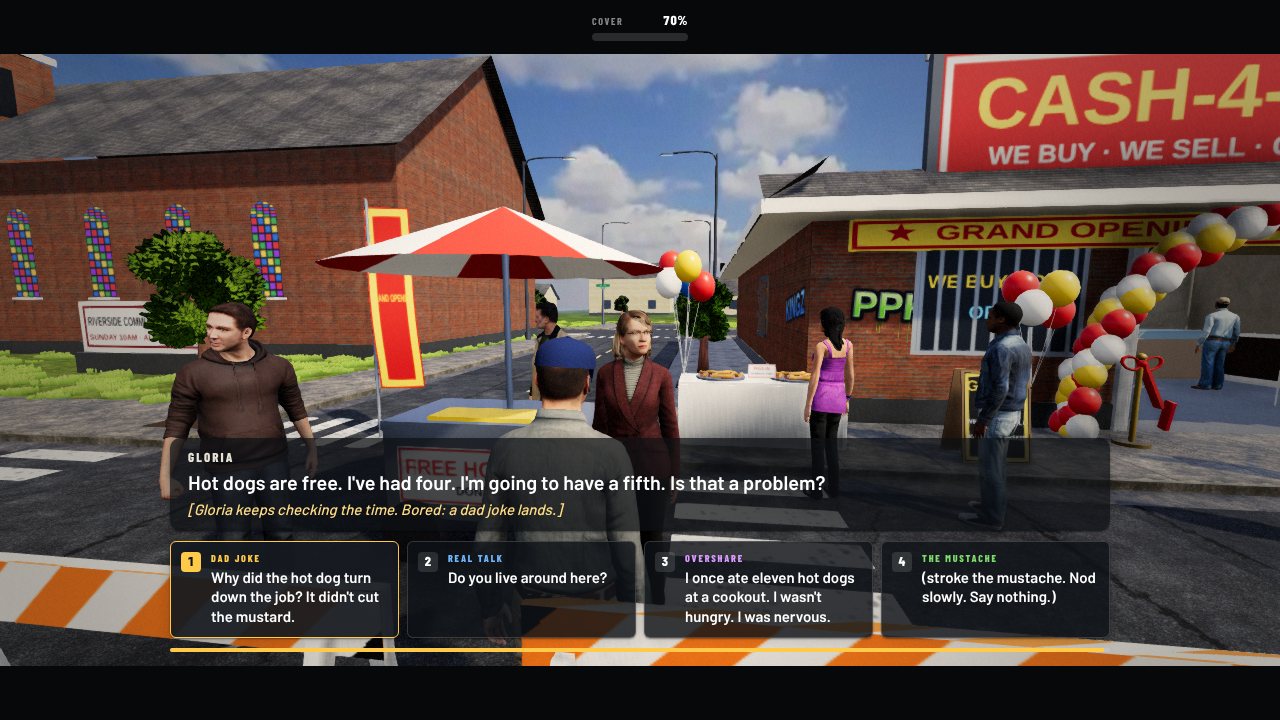 COVER 70%
CASH-4-
WE BUY · WE SELL ·
GRAND OPENI
WE BUY
KINGZ
PPK
RIVERSIDE COMM
SUNDAY 10AM
FREE HO
GLORIA
Hot dogs are free. I've had four. I'm going to have a fifth. Is that a problem?
[Gloria keeps checking the time. Bored: a dad joke lands.]
1 DAD JOKE
Why did the hot dog turn
down the job? It didn't cut
the mustard.
2 REAL TALK
Do you live around here?
3 OVERSHARE
I once ate eleven hot dogs
at a cookout. I wasn't
hungry. I was nervous.
4 THE MUSTACHE
(stroke the mustache. Nod
slowly. Say nothing.)